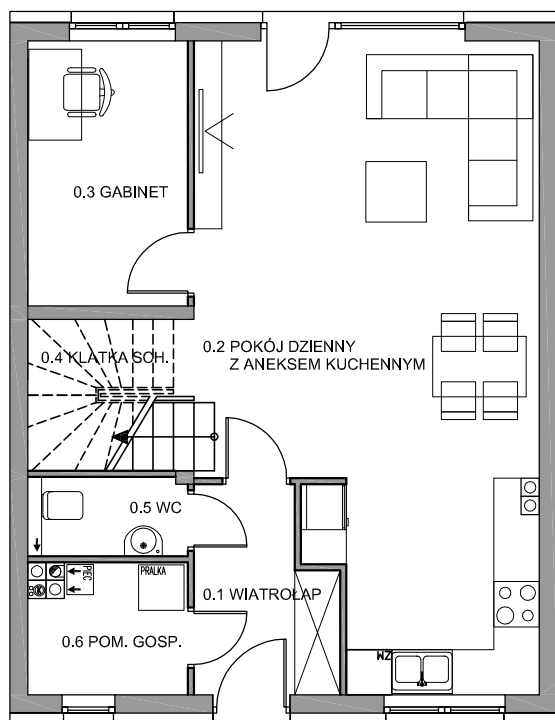 0.3 GABINET
0.4 KLATKA SCH.
0.2 POKÓJ DZIENNY
Z ANEKSEM KUCHENNYM
0.5 WC
PIEC
PRALKA
0.1 WIATROŁAP
0.6 POM. GOSP.
WZ